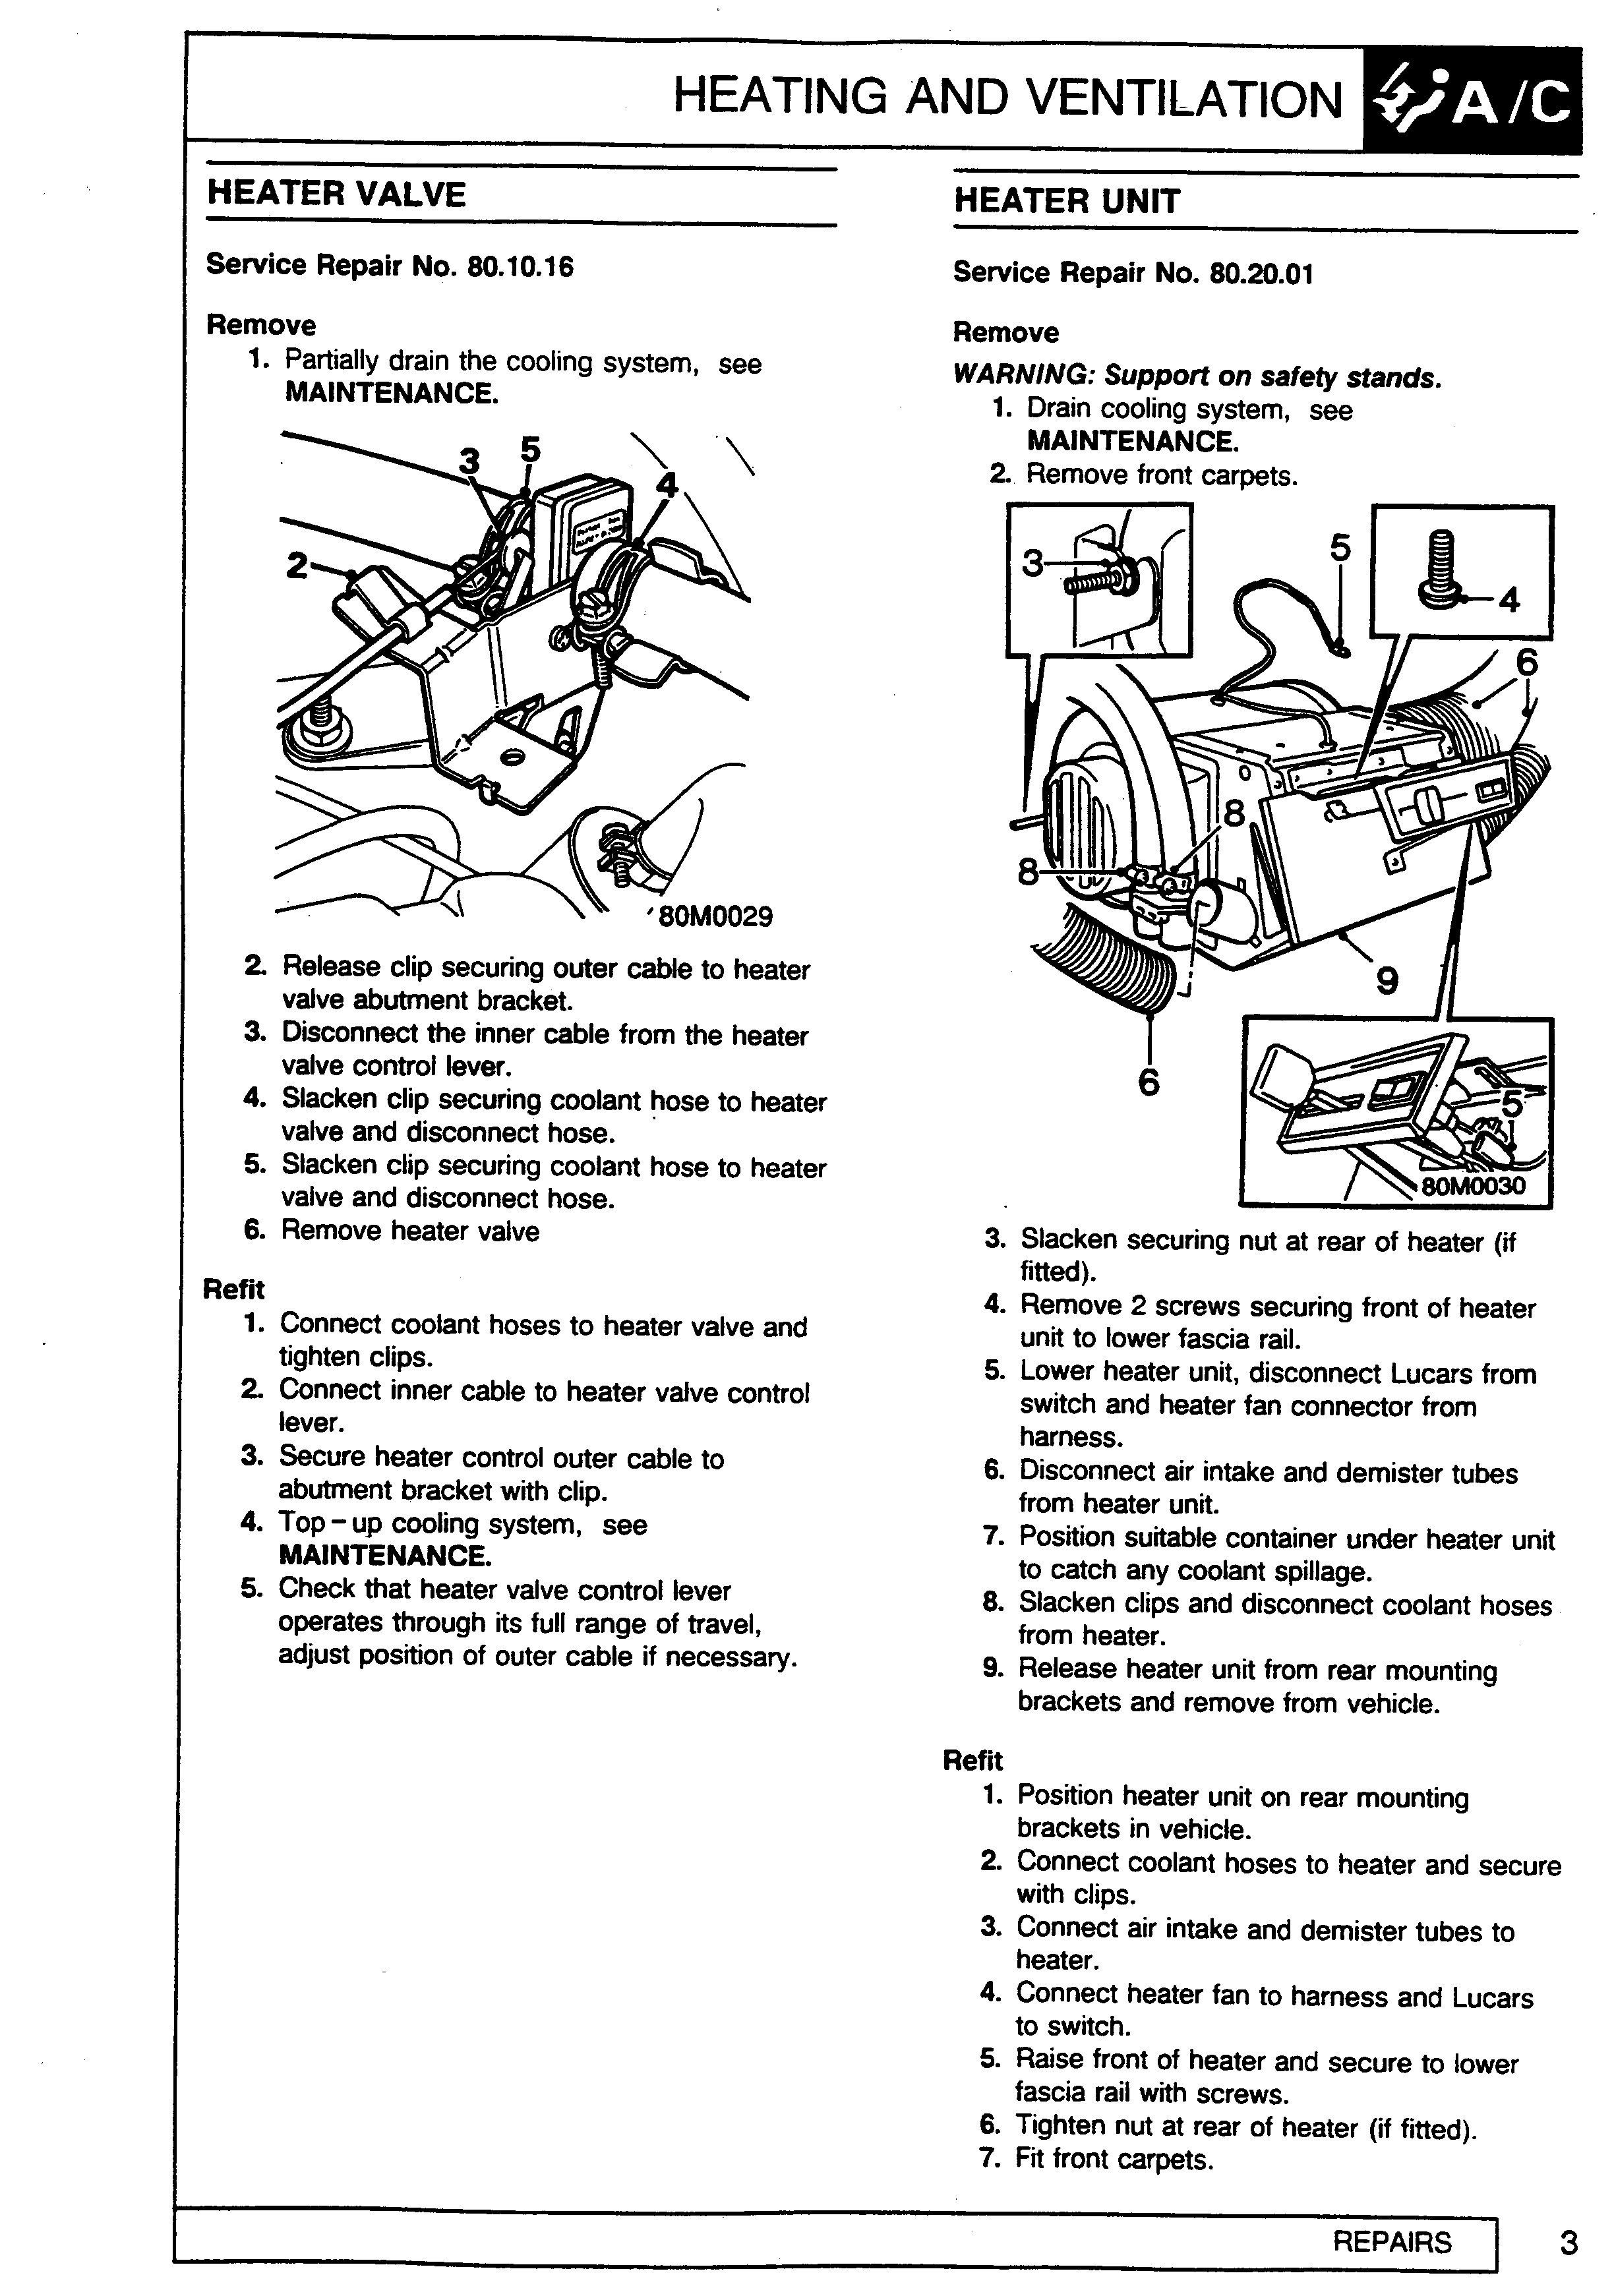 HEATING AND VENTILATION
A/C
HEATER VALVE
Service Repair No. 80.10.16
Remove
1. Partially drain the cooling system, see
MAINTENANCE.
3
5
4
2
80M0029
2. Release clip securing outer cable to heater
valve abutment bracket.
3. Disconnect the inner cable from the heater
valve control lever.
4. Slacken clip securing coolant hose to heater
valve and disconnect hose.
5. Slacken clip securing coolant hose to heater
valve and disconnect hose.
6. Remove heater valve
Refit
1. Connect coolant hoses to heater valve and
tighten clips.
2. Connect inner cable to heater valve control
lever.
3. Secure heater control outer cable to
abutment bracket with clip.
4. Top-up cooling system, see
MAINTENANCE.
5. Check that heater valve control lever
operates through its full range of travel,
adjust position of outer cable if necessary.
HEATER UNIT
Service Repair No. 80.20.01
Remove
WARNING: Support on safety stands.
1. Drain cooling system, see
MAINTENANCE.
2. Remove front carpets.
3
5
4
6
8
8
9
6
5
80M0030
3. Slacken securing nut at rear of heater (if
fitted).
4. Remove 2 screws securing front of heater
unit to lower fascia rail.
5. Lower heater unit, disconnect Lucars from
switch and heater fan connector from
harness.
6. Disconnect air intake and demister tubes
from heater unit.
7. Position suitable container under heater unit
to catch any coolant spillage.
8. Slacken clips and disconnect coolant hoses
from heater.
9. Release heater unit from rear mounting
brackets and remove from vehicle.
Refit
1. Position heater unit on rear mounting
brackets in vehicle.
2. Connect coolant hoses to heater and secure
with clips.
3. Connect air intake and demister tubes to
heater.
4. Connect heater fan to harness and Lucars
to switch.
5. Raise front of heater and secure to lower
fascia rail with screws.
6. Tighten nut at rear of heater (if fitted).
7. Fit front carpets.
REPAIRS
3